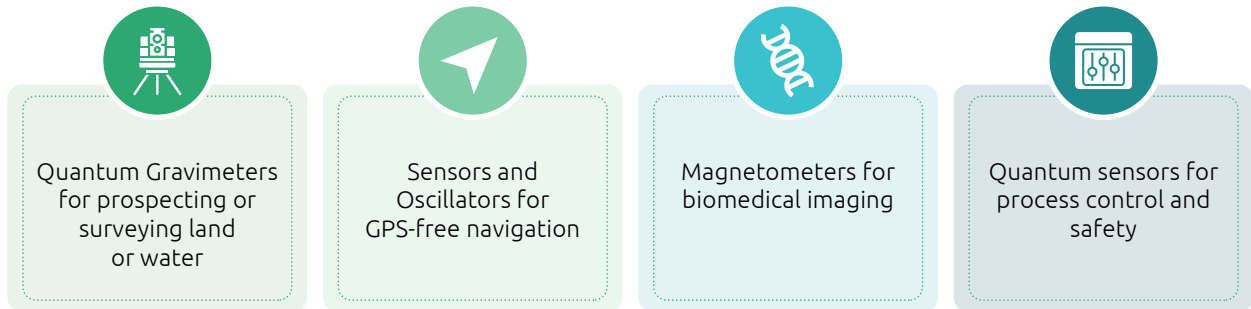 Quantum Gravimeters
for prospecting or
surveying land
or water
Sensors and
Oscillators for
GPS-free navigation
Magnetometers for
biomedical imaging
Quantum sensors for
process control and
safety